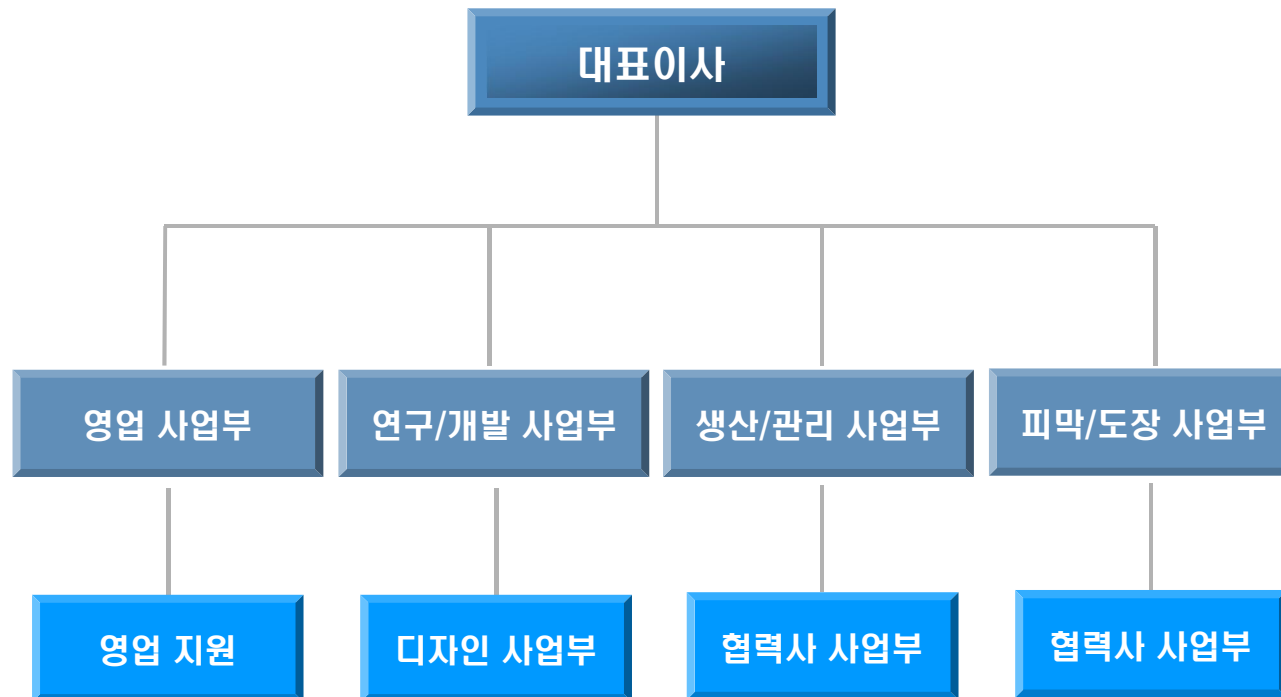 대표이사
영업 사업부
연구/개발 사업부
생산/관리 사업부
피막/도장 사업부
영업 지원
디자인 사업부
협력사 사업부
협력사 사업부